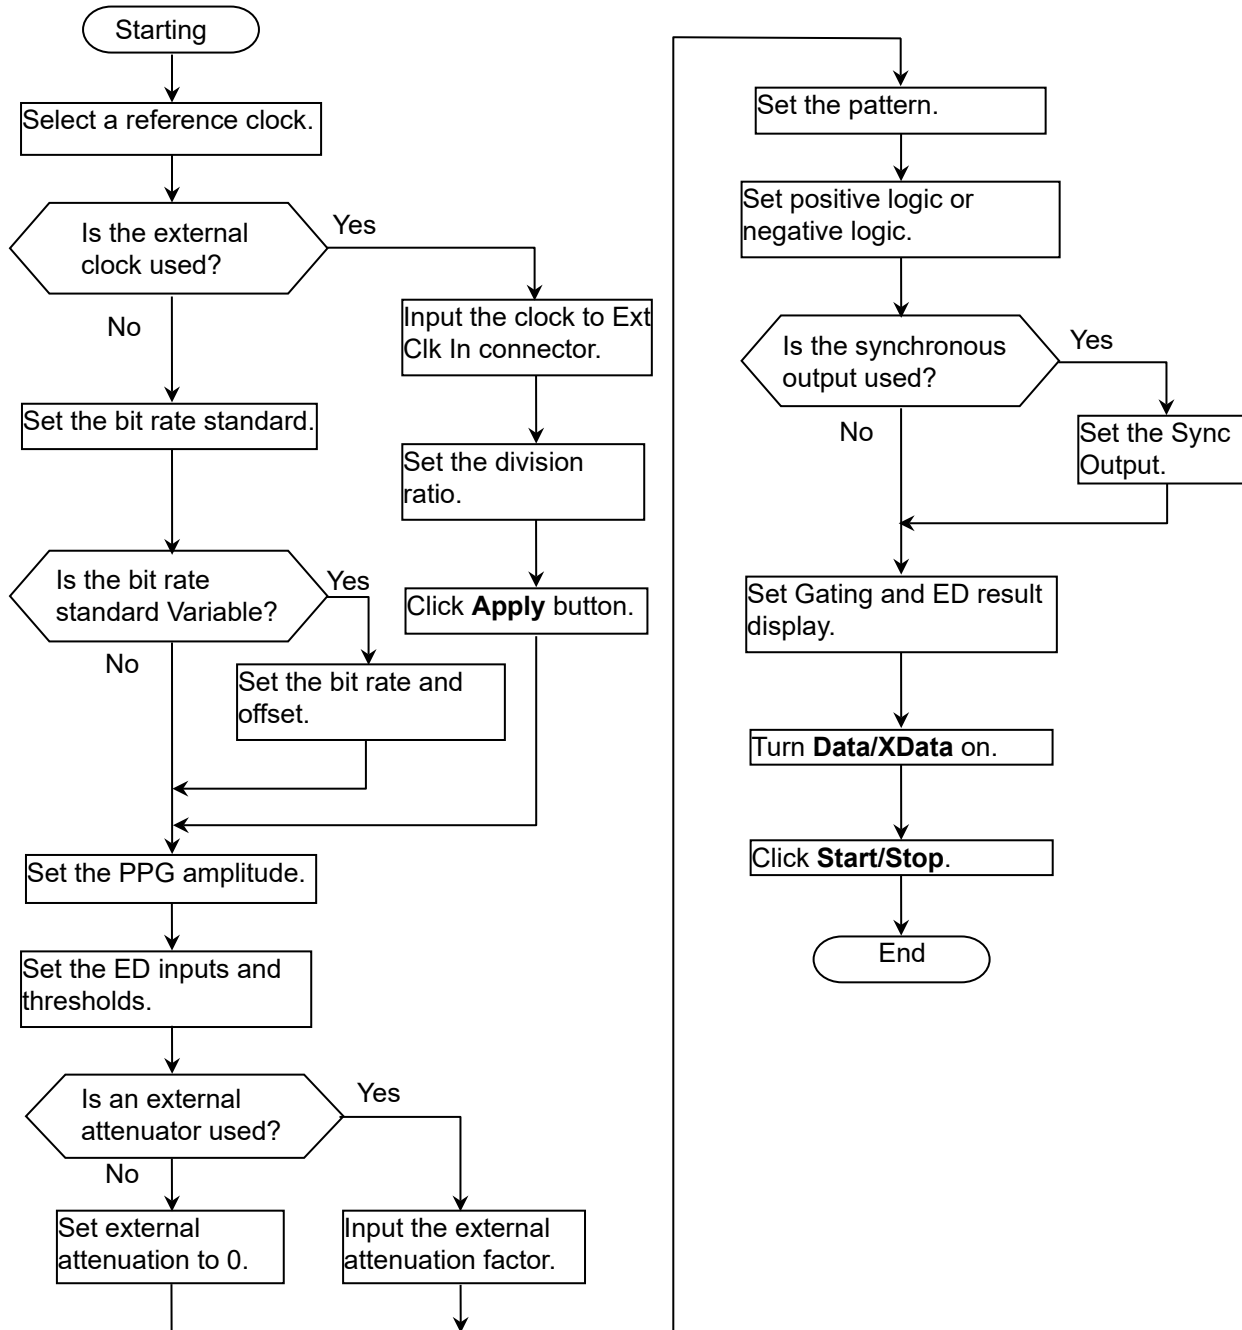 Starting
Select a reference clock.
Is the external
clock used?
Yes
No
Input the clock to Ext
Clk In connector.
Set the bit rate standard.
Set the division
ratio.
Is the bit rate
standard Variable?
Yes
No
Click Apply button.
Set the bit rate and
offset.
Set the PPG amplitude.
Set the ED inputs and
thresholds.
Is an external
attenuator used?
Yes
No
Set external
attenuation to 0.
Input the external
attenuation factor.
Set the pattern.
Set positive logic or
negative logic.
Is the synchronous
output used?
Yes
No
Set the Sync
Output.
Set Gating and ED result
display.
Turn Data/XData on.
Click Start/Stop.
End